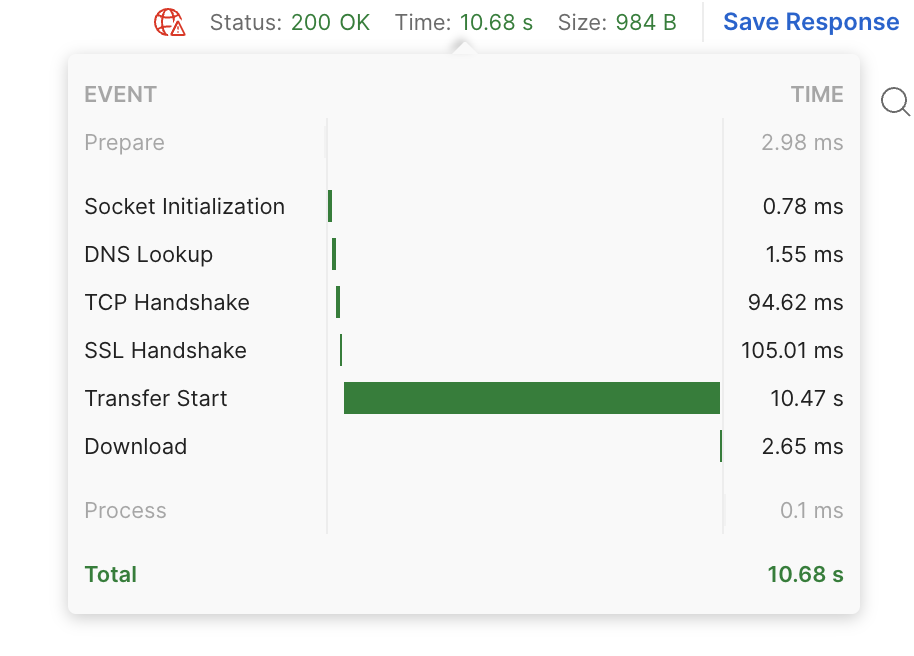 Status: 200 OK Time: 10.68 s Size: 984 B Save Response
EVENT TIME
Prepare 2.98 ms
Socket Initialization 0.78 ms
DNS Lookup 1.55 ms
TCP Handshake 94.62 ms
SSL Handshake 105.01 ms
Transfer Start 10.47 s
Download 2.65 ms
Process 0.1 ms
Total 10.68 s